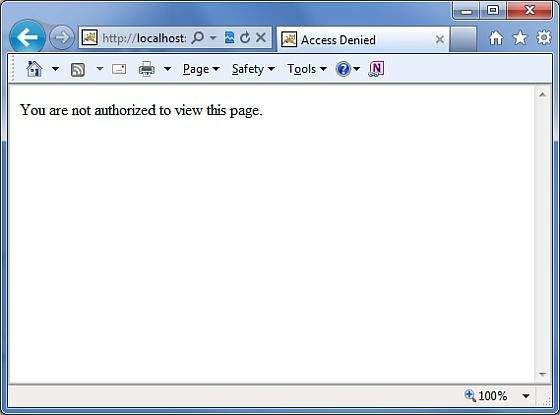 http://localhost:
Access Denied
Page Safety Tools
You are not authorized to view this page.
100%